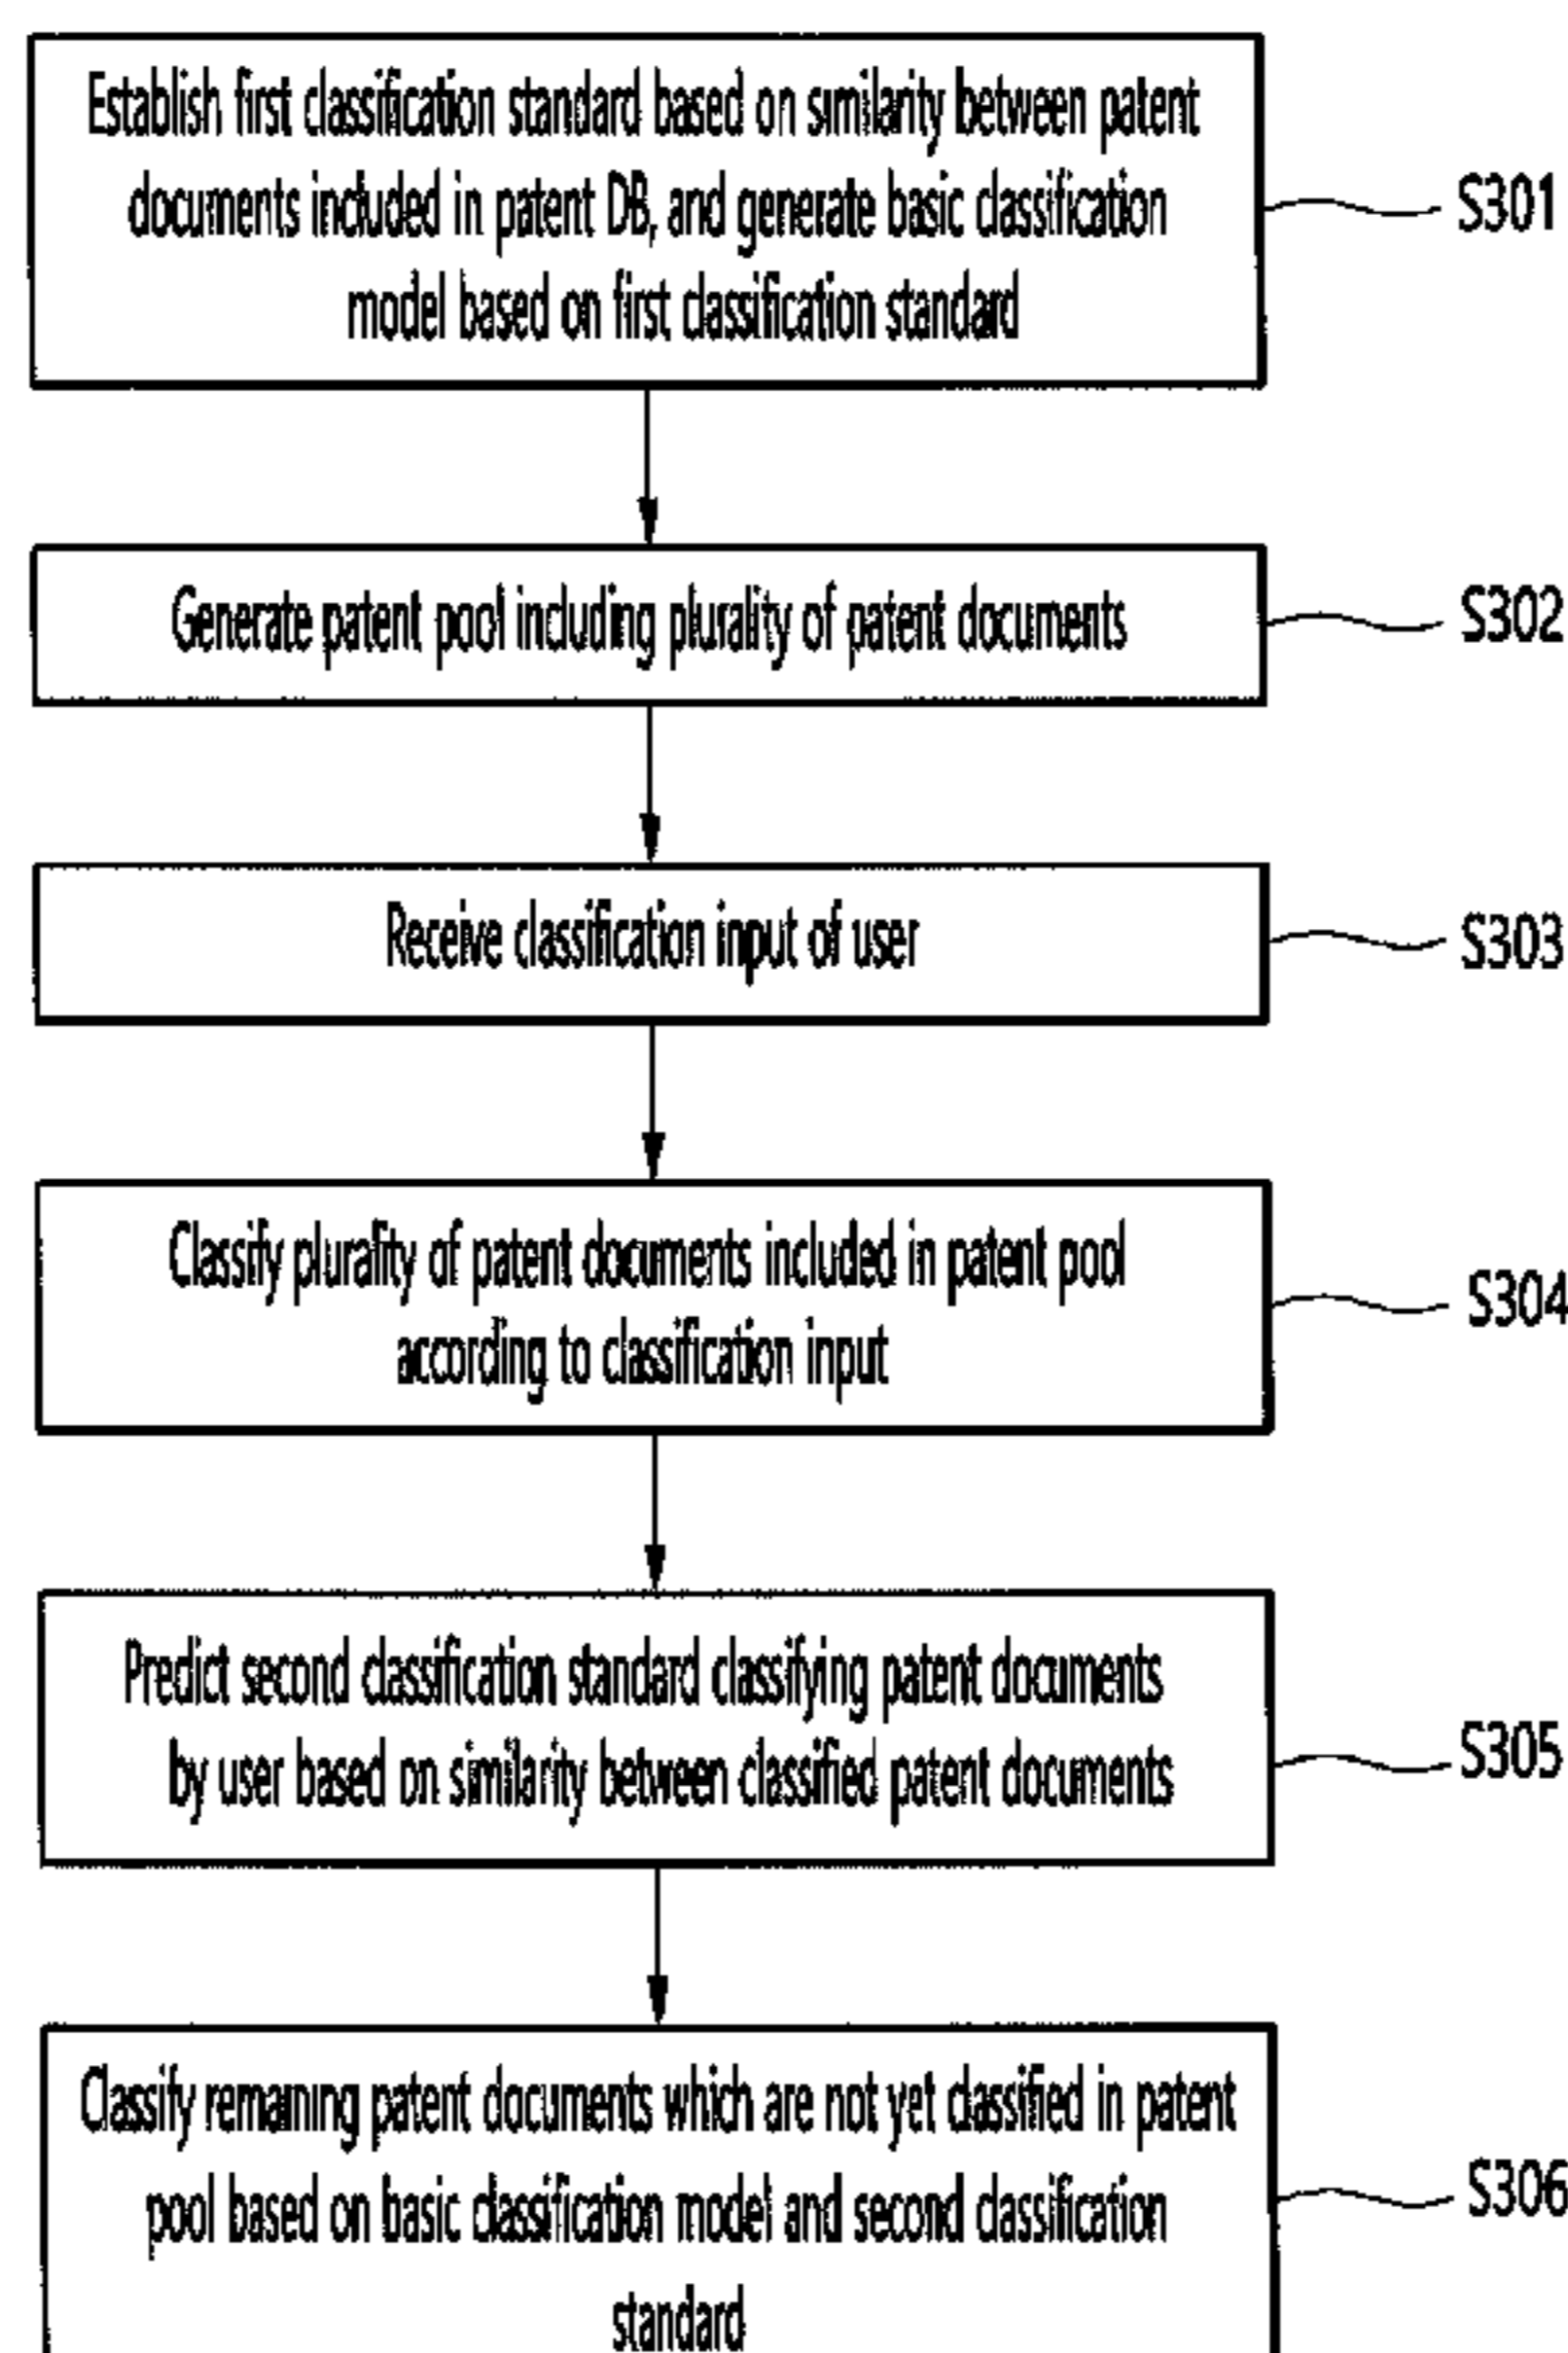 Establish first classification standard based on similarity between patent
documents included in patent DB, and generate basic classification
model based on first classification standard
S301
Generate patent pool including plurality of patent documents
S302
Receive classification input of user
S303
Classify plurality of patent documents included in patent pool
according to classification input
S304
Predict second classification standard classifying patent documents
by user based on similarity between classified patent documents
S305
Classify remaining patent documents which are not yet classified in patent
pool based on basic classification model and second classification
standard
S306